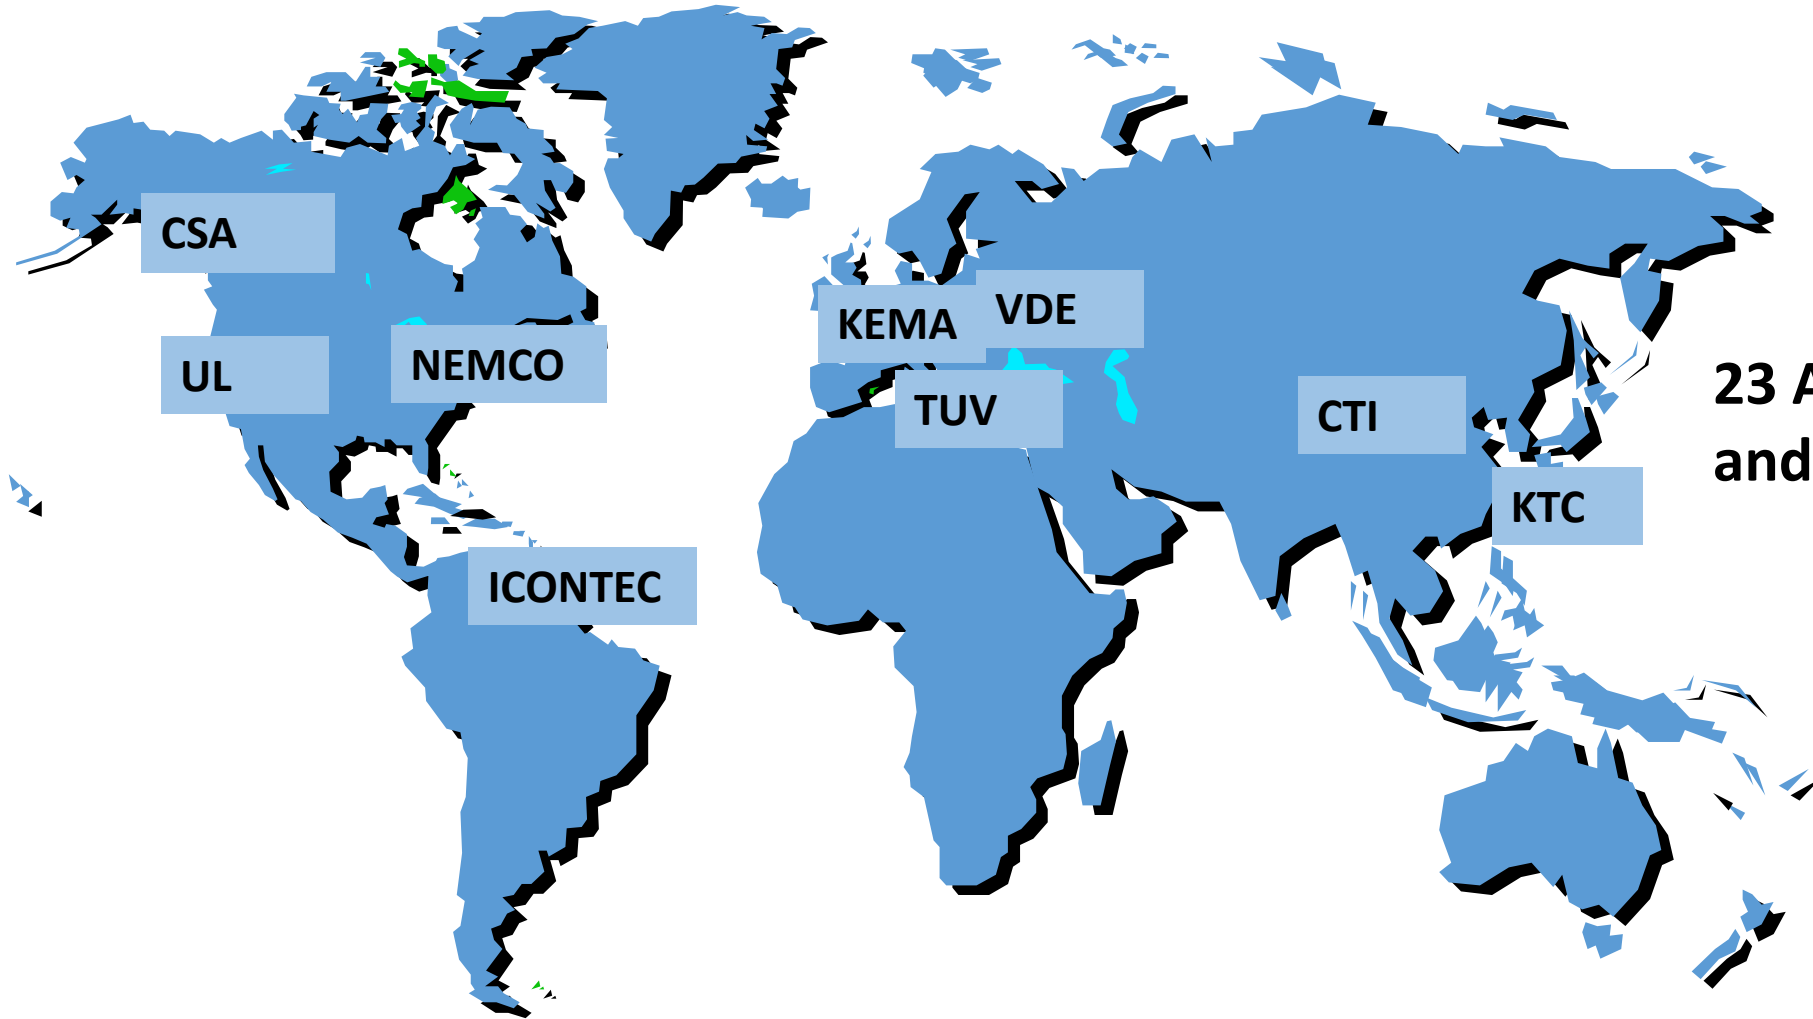 CSA
VDE
KEMA
UL
NEMCO
TUV
CTI
23 A
and
KTC
ICONTEC